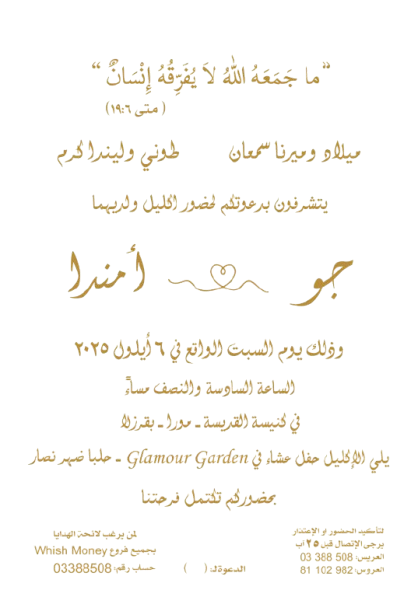 ”ما جَمَعَهُ اللهُ لاَ يُفَرِّقُهُ إِنْسَانٌ“
(متى ١٩:٦)
ميلاد وميرنا سمعان طوني وليندا كرم
يتشرفون بدعوتكم لحضور اكليل ولديهما
جو أمندا
وذلك يوم السبت الواقع في ٦ أيلول ٢٠٢٥
الساعة السادسة والنصف مساءً
في كنيسة القديسة ـ مورا ـ بقرزلا
يلي الإكليل حفل عشاء في Glamour Garden ـ حلبا ضهر نصار
بحضوركم تكتمل فرحتنا
لتأكيد الحضور او الإعتذار
يرجى الإتصال قبل ٢٥ آب
العريس: 03 388 508
العروس: 81 102 982
الدعوة لـ: ( )
لمن يرغب لائحة الهدايا
بجميع فروع Whish Money
حساب رقم: 03388508